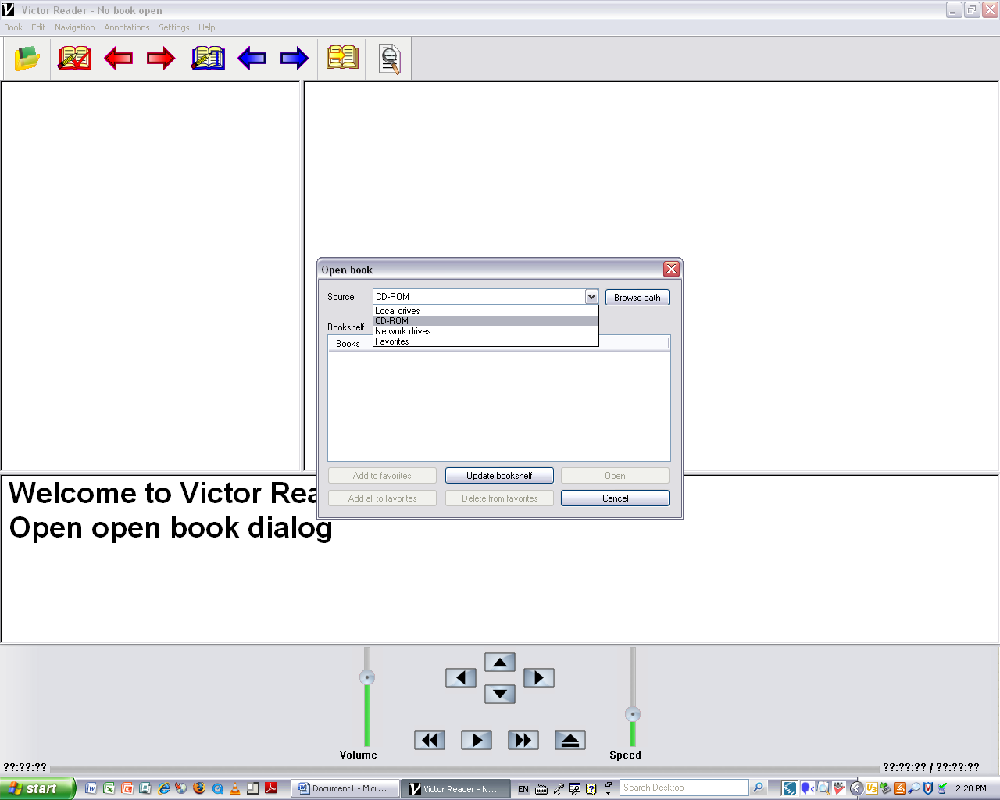 Victor Reader - No book open
Book Edit Navigation Annotations Settings Help
Open book
Source CD-ROM Browse path
Local drives
CD-ROM
Network drives
Favorites
Bookshelf
Books
Add to favorites Update bookshelf Open
Add all to favorites Delete from favorites Cancel
Welcome to Victor Rea
Open open book dialog
Volume Speed
??:??:?? ??:??:?? / ??:??:??
start Document1 - Micr... Victor Reader - N... EN Search Desktop 2:28 PM